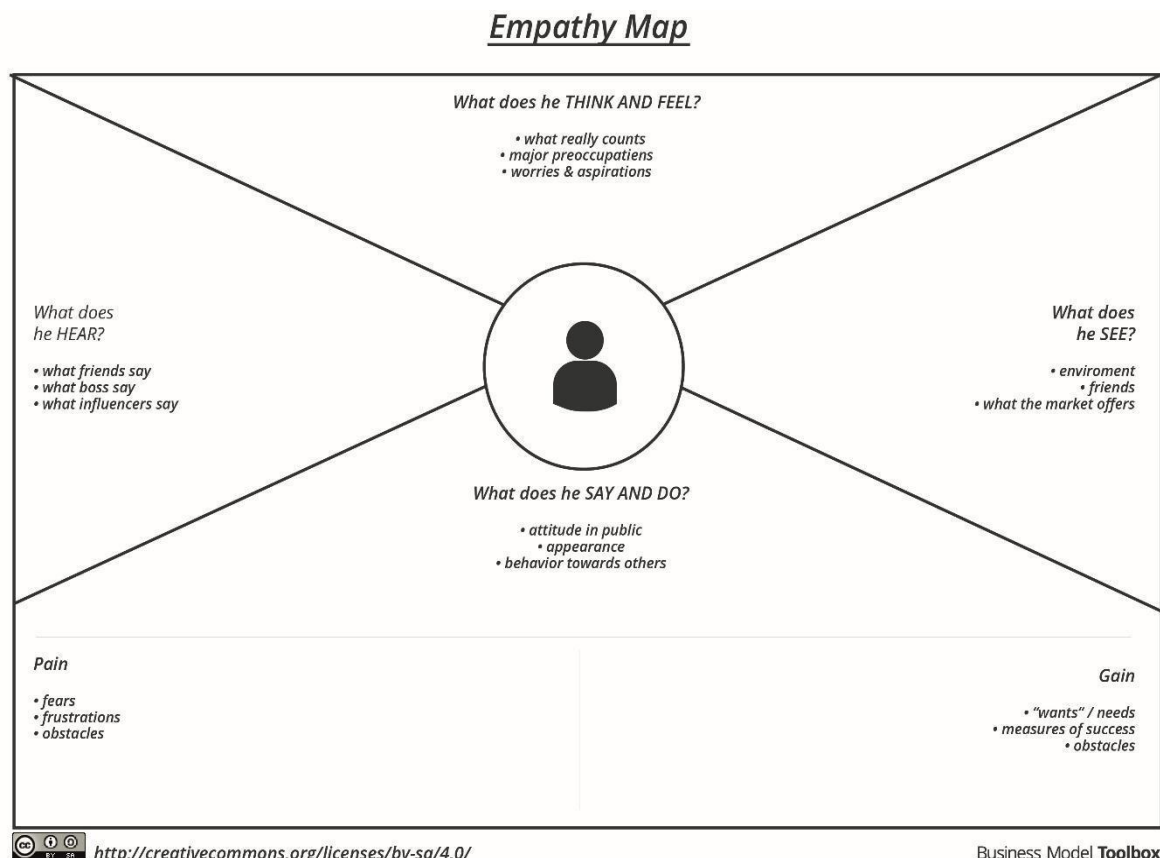 Empathy Map
What does he THINK AND FEEL?
• what really counts
• major preoccupatiens
• worries & aspirations
What does
he HEAR?
• what friends say
• what boss say
• what influencers say
What does
he SEE?
• enviroment
• friends
• what the market offers
What does he SAY AND DO?
• attitude in public
• appearance
• behavior towards others
Pain
• fears
• frustrations
• obstacles
Gain
• “wants” / needs
• measures of success
• obstacles
cc BY SA
http://creativecommons.org/licenses/by-sa/4.0/
Business Model Toolbox